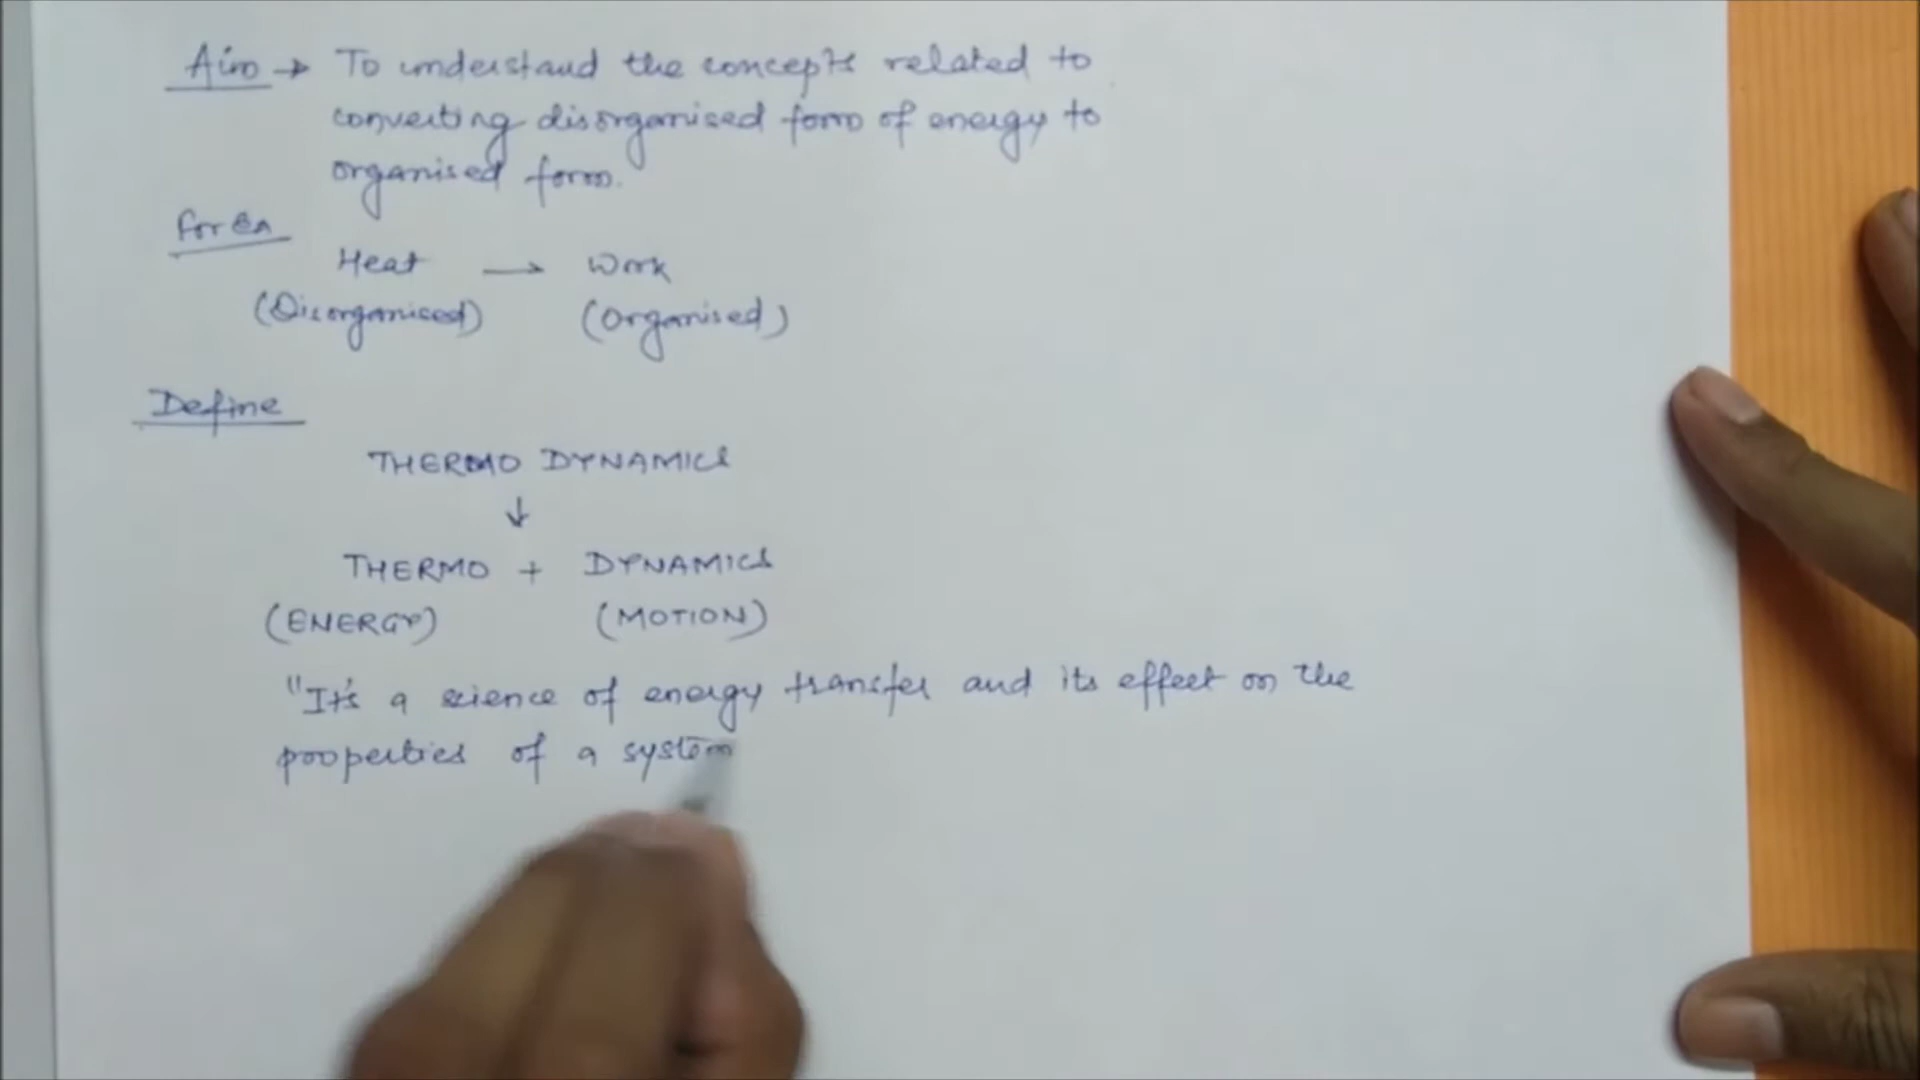 Aim → To understand the concepts related to
converting disorganised form of energy to
organised form.
For Ex
Heat → Work
(Disorganised) (Organised)
Define
THERMO DYNAMICS
↓
THERMO + DYNAMICS
(ENERGY) (MOTION)
"It's a science of energy transfer and its effect on the
properties of a system